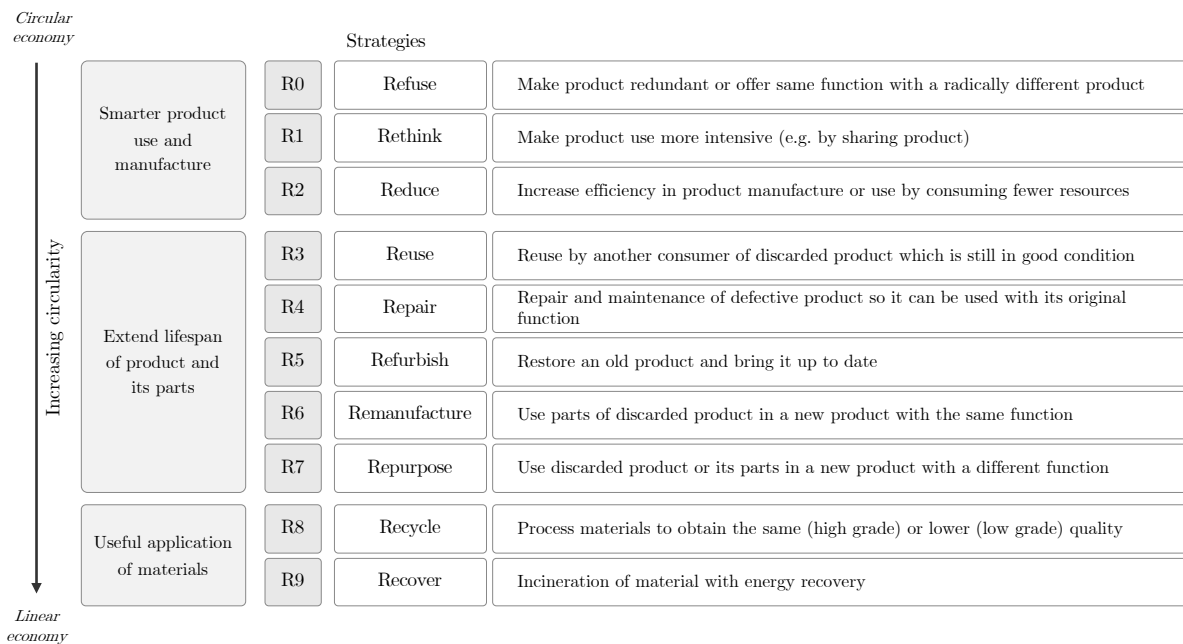 Circular
economy
Strategies
Increasing circularity
Smarter product
use and
manufacture
R0
Refuse
Make product redundant or offer same function with a radically different product
R1
Rethink
Make product use more intensive (e.g. by sharing product)
R2
Reduce
Increase efficiency in product manufacture or use by consuming fewer resources
Extend lifespan
of product and
its parts
R3
Reuse
Reuse by another consumer of discarded product which is still in good condition
R4
Repair
Repair and maintenance of defective product so it can be used with its original
function
R5
Refurbish
Restore an old product and bring it up to date
R6
Remanufacture
Use parts of discarded product in a new product with the same function
R7
Repurpose
Use discarded product or its parts in a new product with a different function
Useful application
of materials
R8
Recycle
Process materials to obtain the same (high grade) or lower (low grade) quality
R9
Recover
Incineration of material with energy recovery
Linear
economy